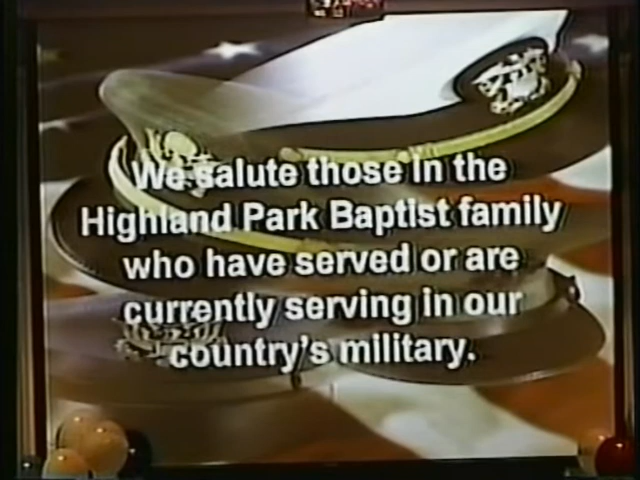 We salute those in the
Highland Park Baptist family
who have served or are
currently serving in our
country's military.